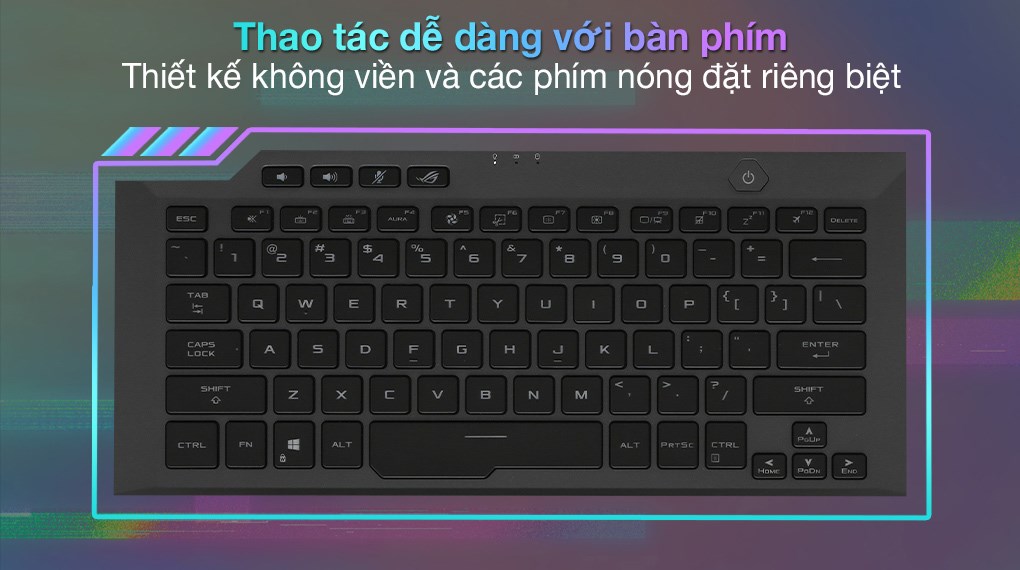 Thao tác dễ dàng với bàn phím
Thiết kế không viền và các phím nóng đặt riêng biệt
ESC F1 F2 F3 AURA F5 F6 F7 F8 F9 F10 F11 F12 DELETE
~ ` ! 1 @ 2 # 3 $ 4 % 5 ^ 6 & 7 * 8 ( 9 ) 0 _ - + =
TAB Q W E R T Y U I O P { [ } ] | \
CAPS LOCK A S D F G H J K L : ; " ' ENTER
SHIFT Z X C V B N M < , > . ? / SHIFT
CTRL FN ALT ALT PRTSC CTRL PGUP
HOME PGDN END